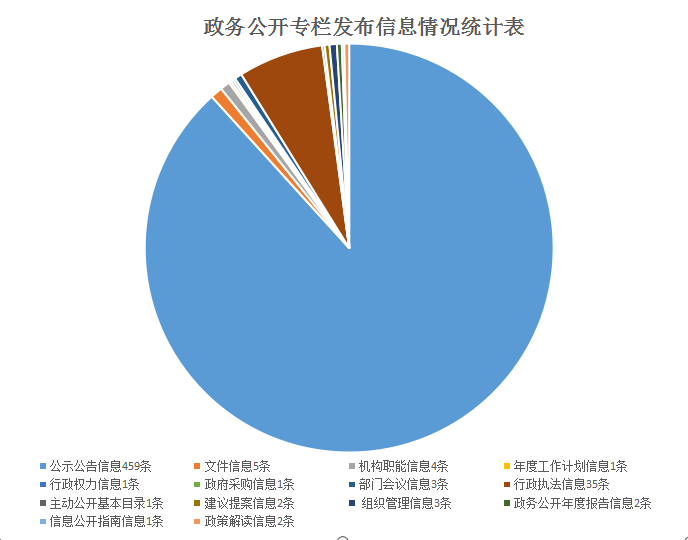 政务公开专栏发布信息情况统计表
公示公告信息459条 文件信息5条 机构职能信息4条 年度工作计划信息1条
行政权力信息1条 政府采购信息1条 部门会议信息3条 行政执法信息35条
主动公开基本目录1条 建议提案信息2条 组织管理信息3条 政务公开年度报告信息2条
信息公开指南信息1条 政策解读信息2条